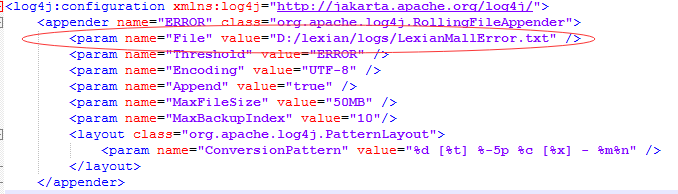 <log4j:configuration xmlns:log4j="http://jakarta.apache.org/log4j/">
<appender name="ERROR" class="org.apache.log4j.RollingFileAppender">
<param name="File" value="D:/lexian/logs/LexianMallError.txt" />
<param name="Threshold" value="ERROR" />
<param name="Encoding" value="UTF-8" />
<param name="Append" value="true" />
<param name="MaxFileSize" value="50MB" />
<param name="MaxBackupIndex" value="10"/>
<layout class="org.apache.log4j.PatternLayout">
<param name="ConversionPattern" value="%d [%t] %-5p %c [%x] - %m%n" />
</layout>
</appender>